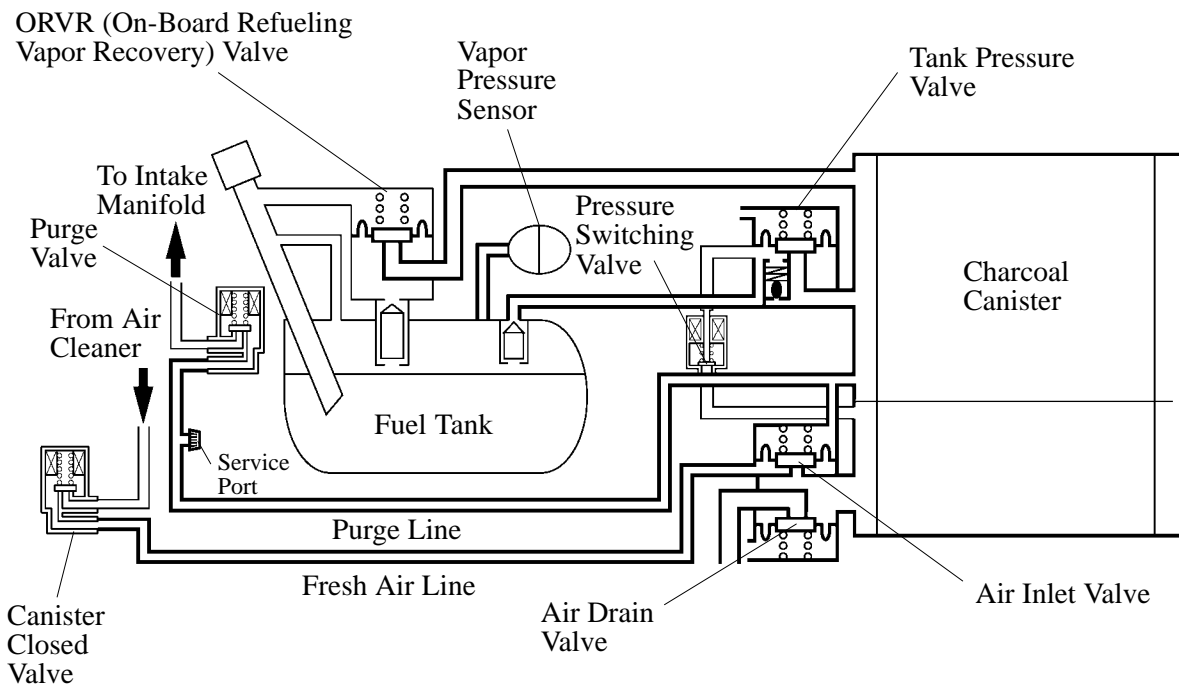 ORVR (On-Board Refueling
Vapor Recovery) Valve
Vapor
Pressure
Sensor
Tank Pressure
Valve
To Intake
Manifold
Purge
Valve
Pressure
Switching
Valve
Charcoal
Canister
From Air
Cleaner
Fuel Tank
Service
Port
Purge Line
Fresh Air Line
Canister
Closed
Valve
Air Drain
Valve
Air Inlet Valve